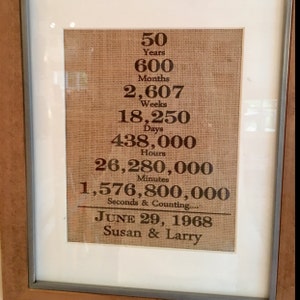 50
Years
600
Months
2,607
Weeks
18,250
Days
438,000
Hours
26,280,000
Minutes
1,576,800,000
Seconds & Counting...
June 29, 1968
Susan & Larry